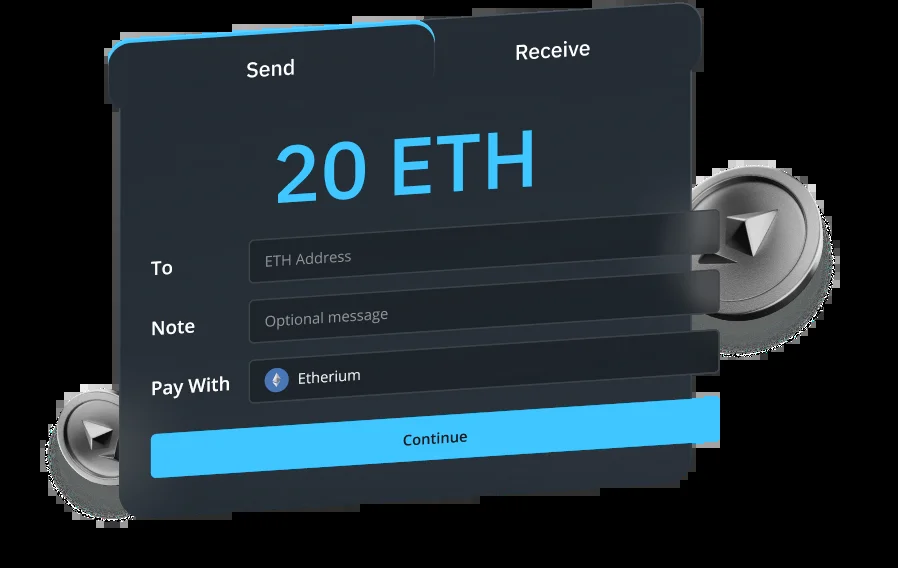 Send
Receive
20 ETH
To
ETH Address
Note
Optional message
Pay With
Etherium
Continue